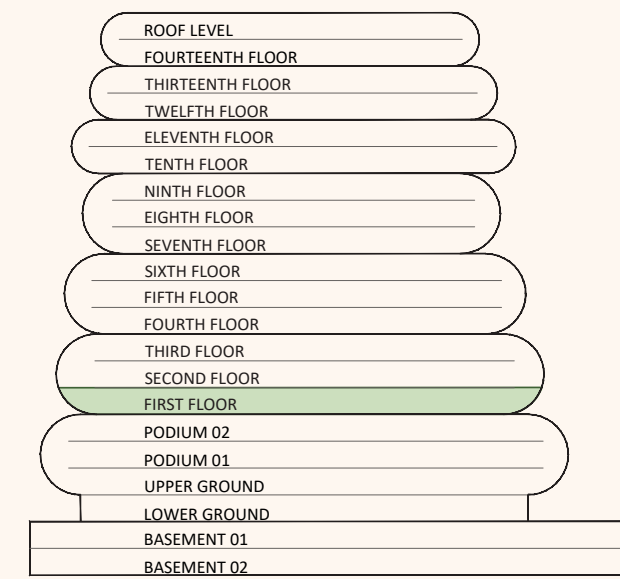 ROOF LEVEL
FOURTEENTH FLOOR
THIRTEENTH FLOOR
TWELFTH FLOOR
ELEVENTH FLOOR
TENTH FLOOR
NINTH FLOOR
EIGHTH FLOOR
SEVENTH FLOOR
SIXTH FLOOR
FIFTH FLOOR
FOURTH FLOOR
THIRD FLOOR
SECOND FLOOR
FIRST FLOOR
PODIUM 02
PODIUM 01
UPPER GROUND
LOWER GROUND
BASEMENT 01
BASEMENT 02